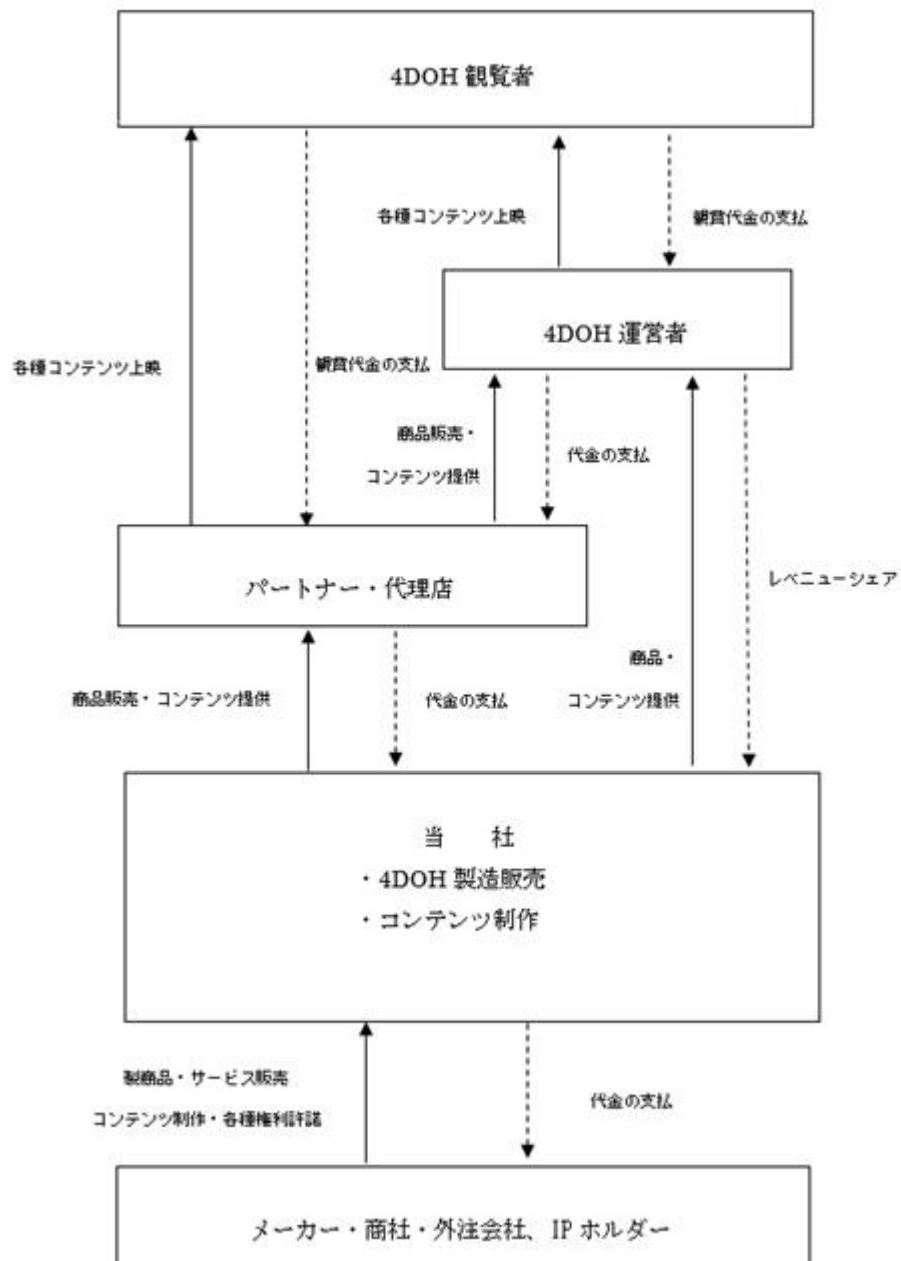 4DOH 観覧者
各種コンテンツ上映
観賞代金の支払
4DOH 運営者
各種コンテンツ上映
観賞代金の支払
商品販売・
コンテンツ提供
代金の支払
レベニューシェア
パートナー・代理店
商品・
コンテンツ提供
商品販売・コンテンツ提供
代金の支払
当　社
・4DOH 製造販売
・コンテンツ制作
製商品・サービス販売
コンテンツ制作・各種権利許諾
代金の支払
メーカー・商社・外注会社、IP ホルダー